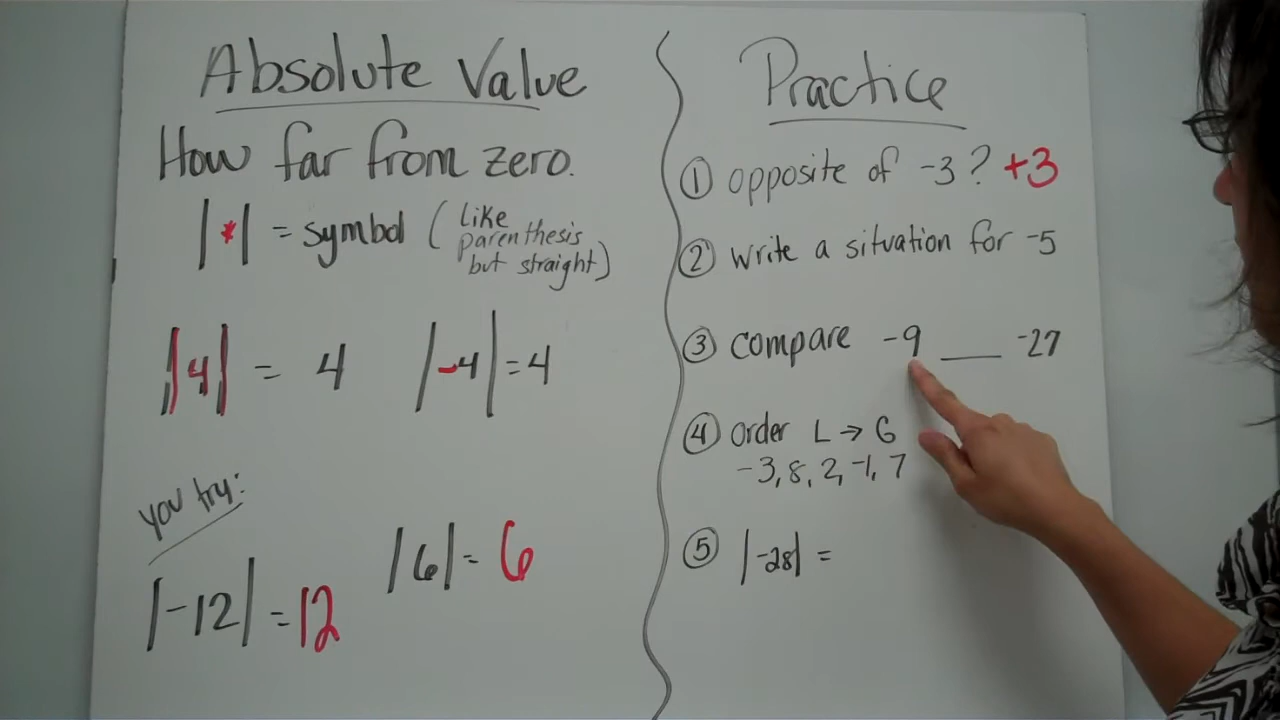 Absolute Value
How far from zero.
|*| = symbol (like
parenthesis
but straight)
|4| = 4 |-4| = 4
you try:
|-12| = 12 |6| = 6
Practice
① opposite of -3? +3
② write a situation for -5
③ compare -9 ___ -27
④ order L → G
-3, 8, 2, -1, 7
⑤ |-28| =